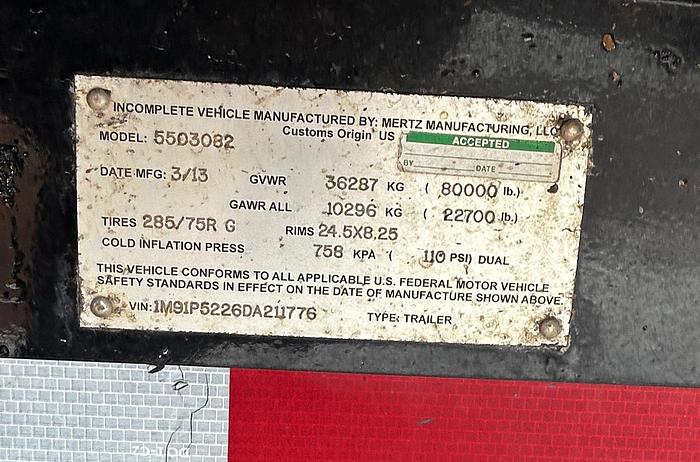 INCOMPLETE VEHICLE MANUFACTURED BY: MERTZ MANUFACTURING, LLC
Customs Origin US
ACCEPTED
MODEL: 5503082
BY DATE
DATE MFG: 3/13 GVWR 36287 KG ( 80000 lb.)
GAWR ALL 10296 KG ( 22700 lb.)
TIRES 285/75R G RIMS 24.5X8.25
COLD INFLATION PRESS 758 KPA ( 110 PSI) DUAL
THIS VEHICLE CONFORMS TO ALL APPLICABLE U.S. FEDERAL MOTOR VEHICLE
SAFETY STANDARDS IN EFFECT ON THE DATE OF MANUFACTURE SHOWN ABOVE.
VIN: 1M91P5226DA211776 TYPE: TRAILER